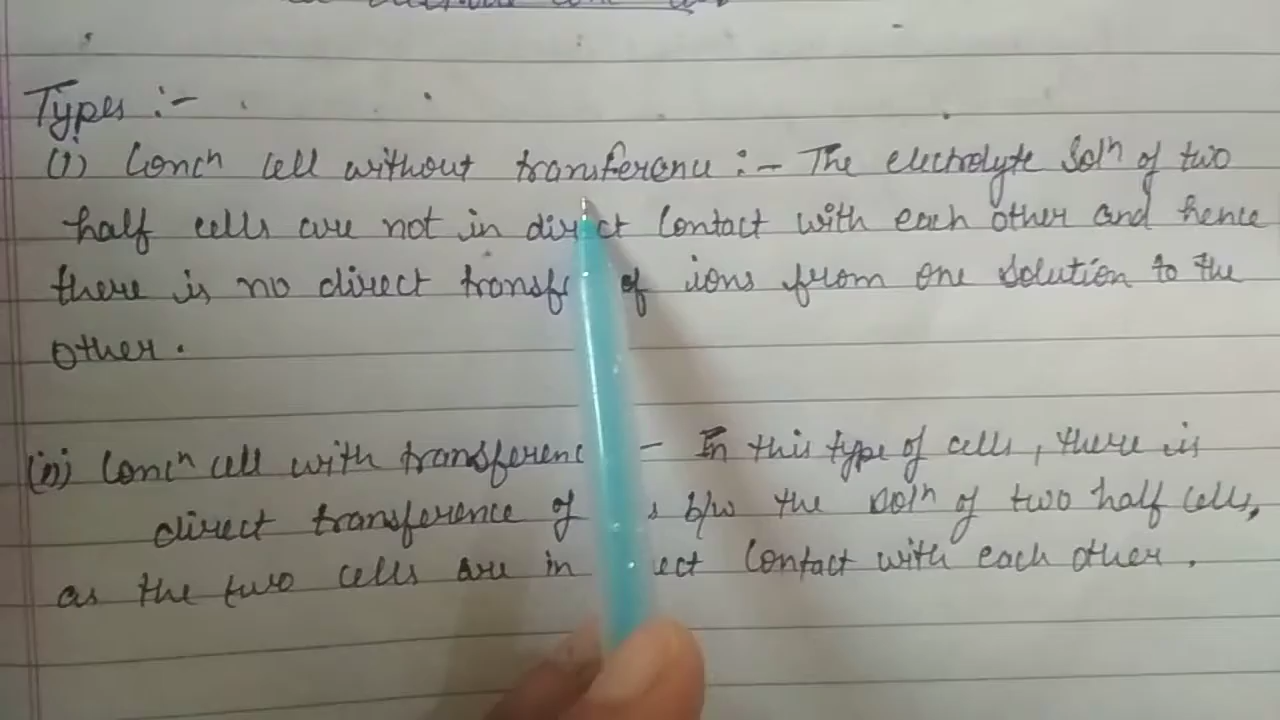 Types :-
(1) Concn cell without transference :- The electrolyte soln of two
half cells are not in direct contact with each other and hence
there is no direct transf of ions from one solution to the
other.
(ii) Concn cell with transferenc - In this type of cells, there is
direct transference of s b/w the soln of two half cells,
as the two cells are in ect contact with each other.